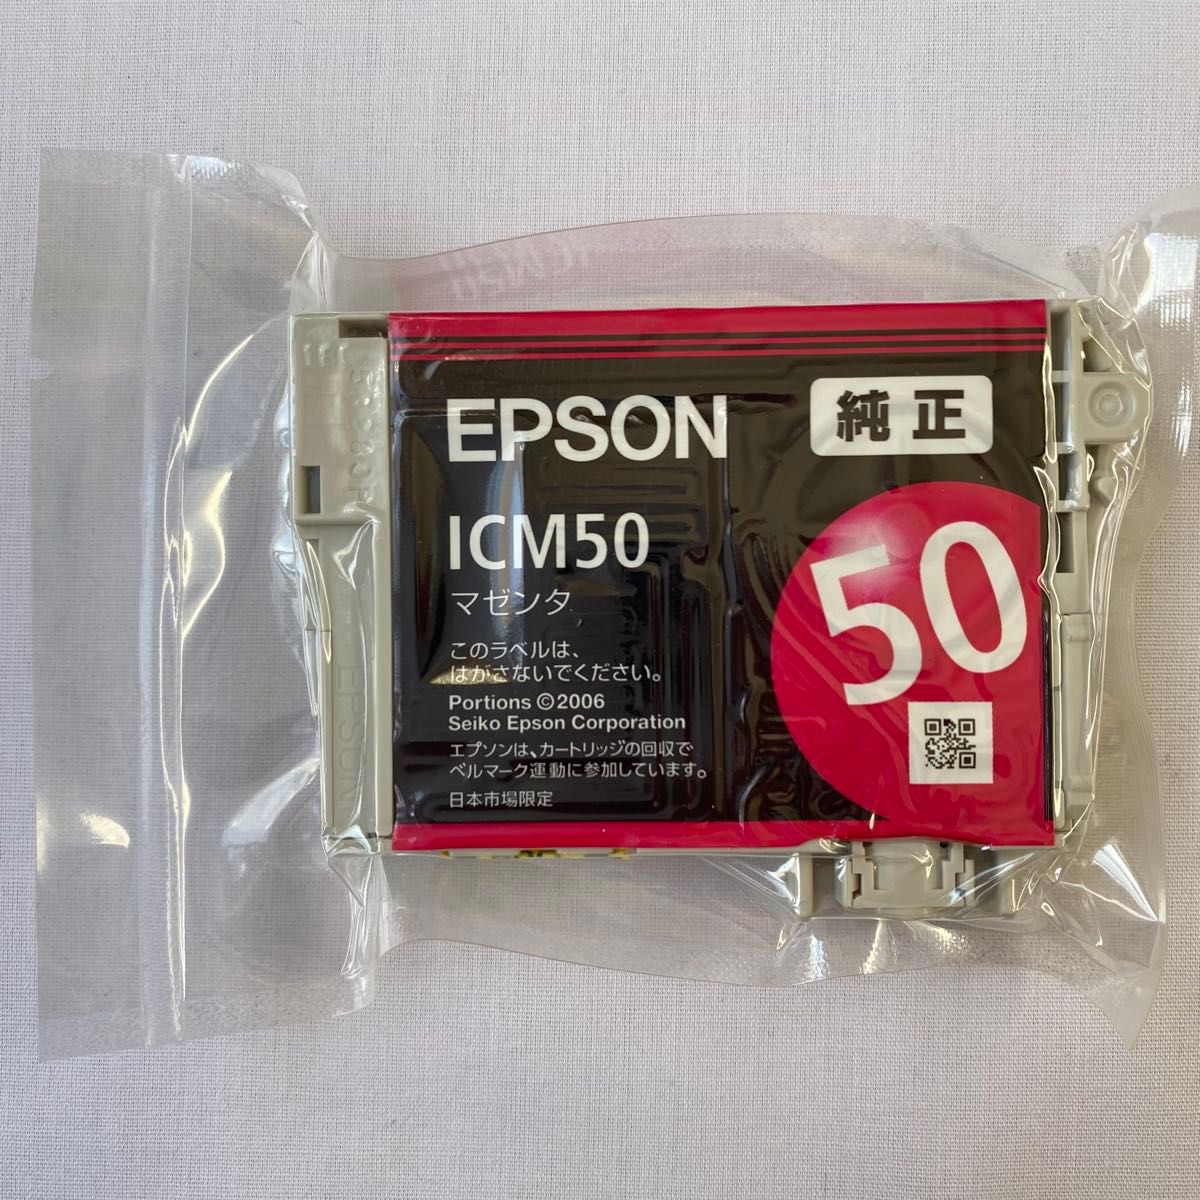 EPSON
純正
ICM50
マゼンタ
50
このラベルは、
はがさないでください。
Portions ©2006
Seiko Epson Corporation
エプソンは、カートリッジの回収で
ベルマーク運動に参加しています。
日本市場限定
EPSON
ICM50